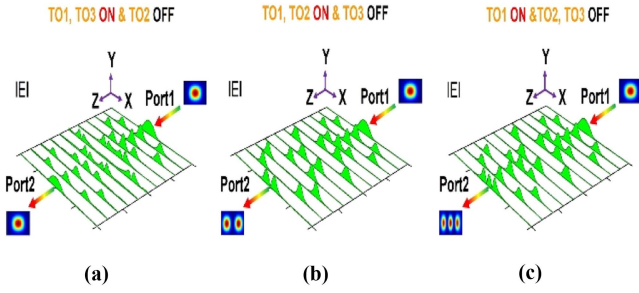 TO1, TO3 ON & TO2 OFF
|E|
Y
Z X
Port1
Port2
(a)
TO1, TO2 ON & TO3 OFF
|E|
Y
Z X
Port1
Port2
(b)
TO1 ON &TO2, TO3 OFF
|E|
Y
Z X
Port1
Port2
(c)